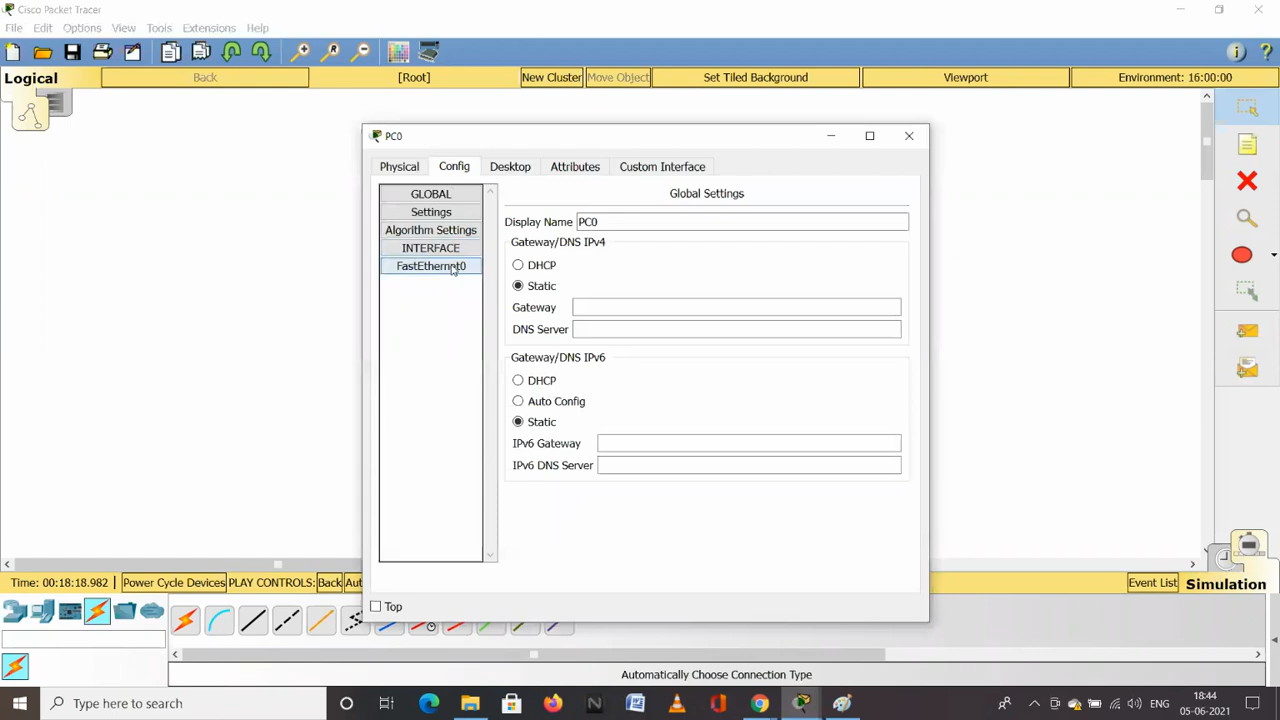 Cisco Packet Tracer
File Edit Options View Tools Extensions Help
Logical Back [Root] New Cluster Move Object Set Tiled Background Viewport Environment: 16:00:00
PC0
Physical Config Desktop Attributes Custom Interface
GLOBAL
Settings
Algorithm Settings
INTERFACE
FastEthernet0
Global Settings
Display Name PC0
Gateway/DNS IPv4
DHCP
Static
Gateway
DNS Server
Gateway/DNS IPv6
DHCP
Auto Config
Static
IPv6 Gateway
IPv6 DNS Server
Top
Time: 00:18:18.982 Power Cycle Devices PLAY CONTROLS: Back Aut Event List Simulation
Automatically Choose Connection Type
Type here to search
ENG
18:44
05-06-2021